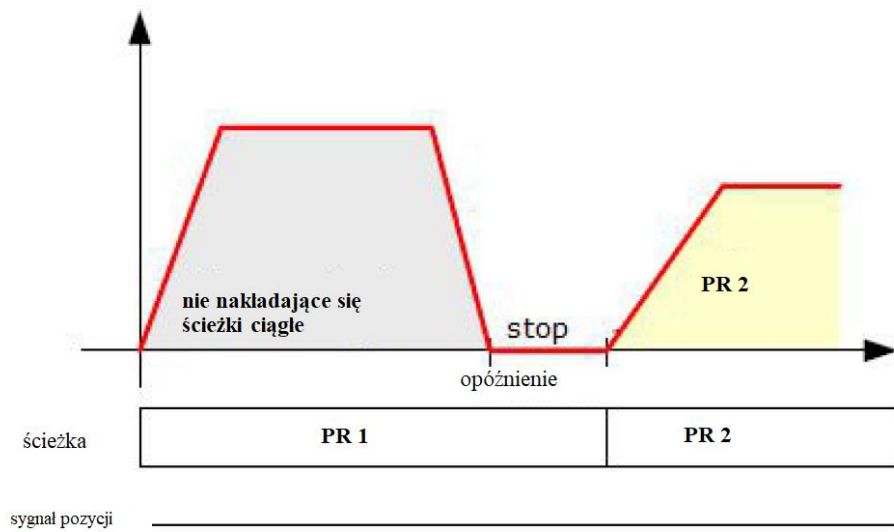 nie nakładające się
ścieżki ciągłe
PR 2
stop
opóźnienie
ścieżka
PR 1
PR 2
sygnał pozycji